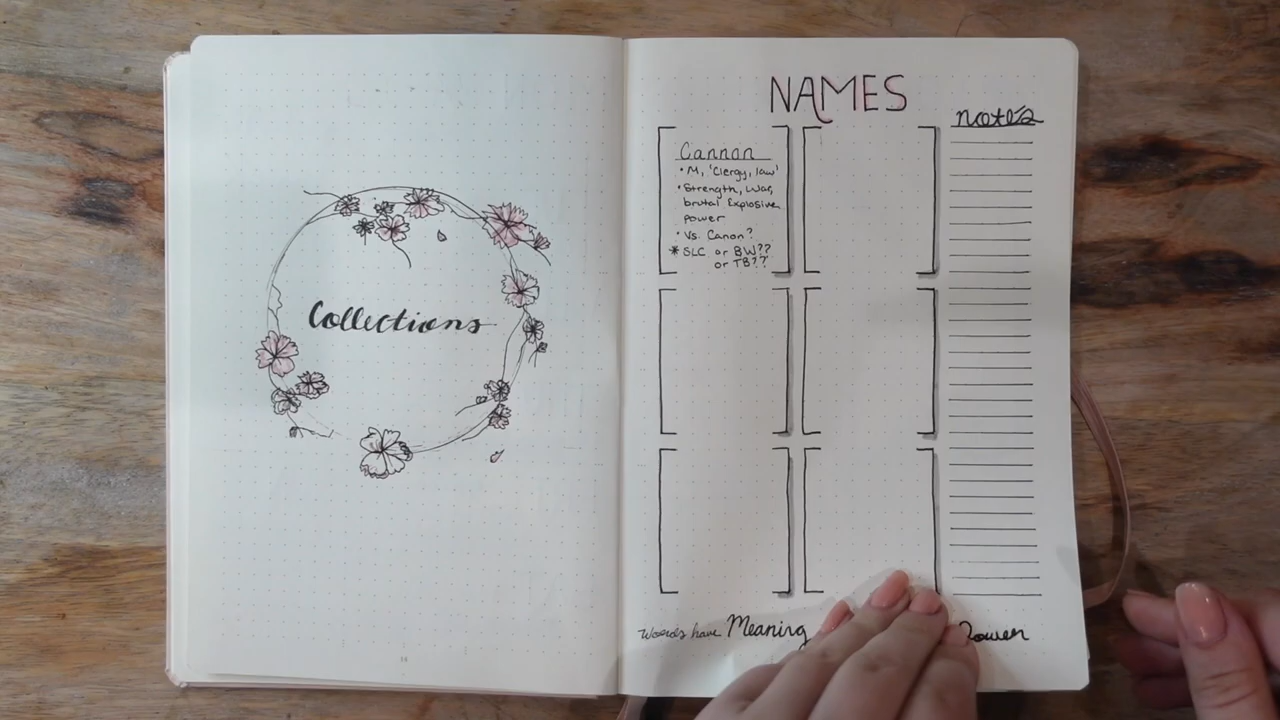 Collections
NAMES
notes
Cannon
• M, 'Clergy, law'
• Strength, War,
brutal Explosive
power
• Vs. Canon?
* SLC or BW??
or TB??
Words have Meaning Power